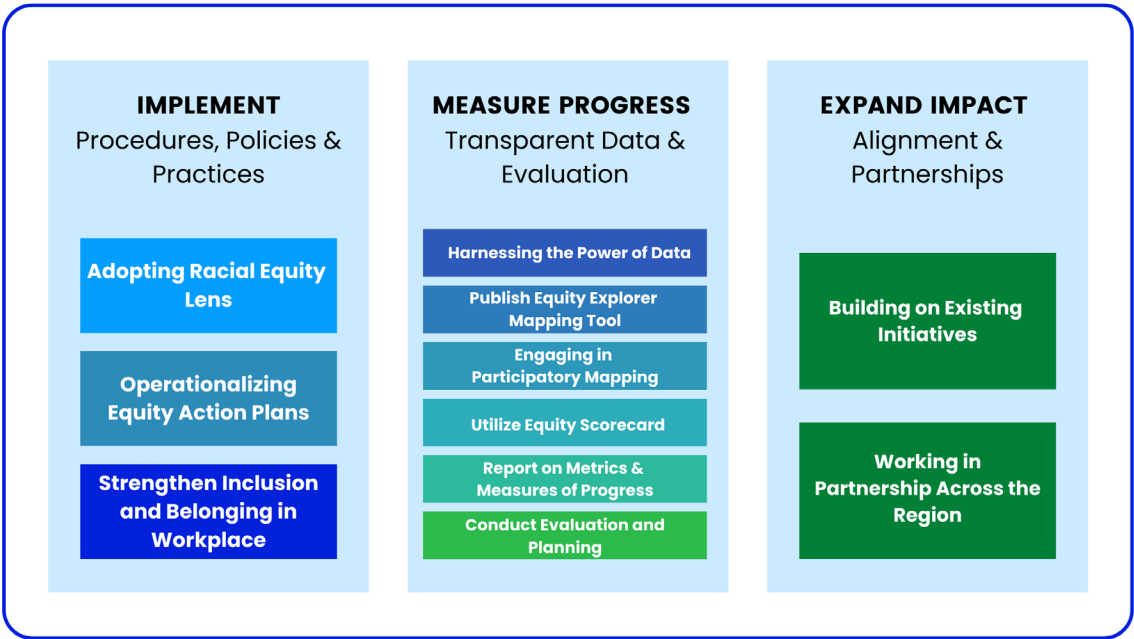 IMPLEMENT
Procedures, Policies &
Practices
Adopting Racial Equity
Lens
Operationalizing
Equity Action Plans
Strengthen Inclusion
and Belonging in
Workplace
MEASURE PROGRESS
Transparent Data &
Evaluation
Harnessing the Power of Data
Publish Equity Explorer
Mapping Tool
Engaging in
Participatory Mapping
Utilize Equity Scorecard
Report on Metrics &
Measures of Progress
Conduct Evaluation and
Planning
EXPAND IMPACT
Alignment &
Partnerships
Building on Existing
Initiatives
Working in
Partnership Across the
Region